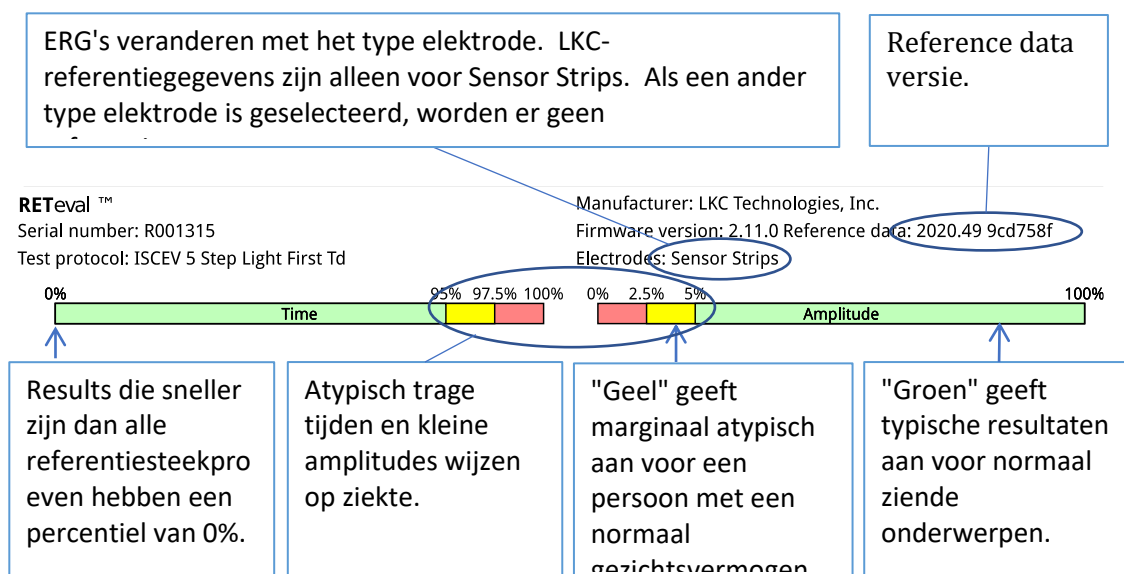 ERG's veranderen met het type elektrode. LKC-
referentiegegevens zijn alleen voor Sensor Strips. Als een ander
type elektrode is geselecteerd, worden er geen
Reference data
versie.
RETeval ™
Serial number: R001315
Test protocol: ISCEV 5 Step Light First Td
Manufacturer: LKC Technologies, Inc.
Firmware version: 2.11.0 Reference data: 2020.49 9cd758f
Electrodes: Sensor Strips
0% 95% 97.5% 100% 0% 2.5% 5% 100%
Time Amplitude
Results die sneller
zijn dan alle
referentiesteekpro
even hebben een
percentiel van 0%.
Atypisch trage
tijden en kleine
amplitudes wijzen
op ziekte.
"Geel" geeft
marginaal atypisch
aan voor een
persoon met een
normaal
gezichtsvermogen
"Groen" geeft
typische resultaten
aan voor normaal
ziende
onderwerpen.